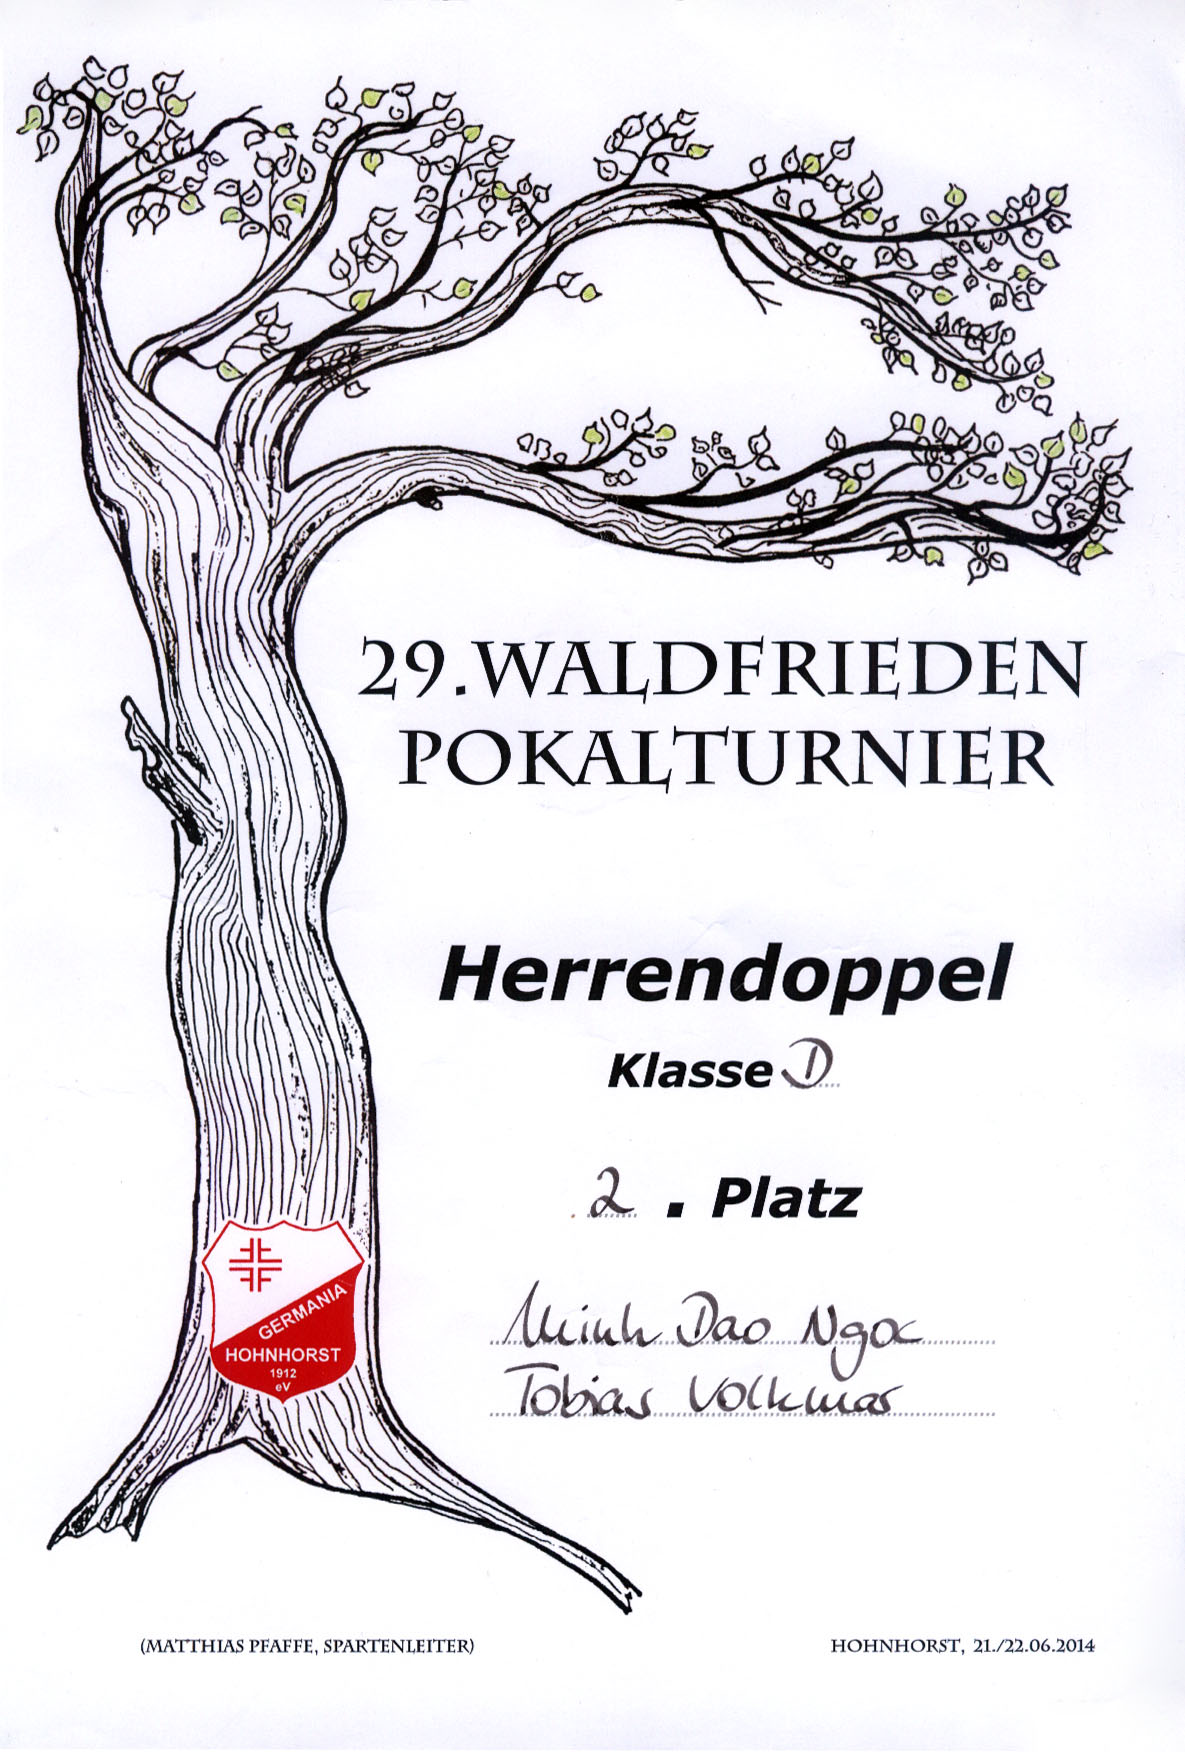 29. WALDFRIEDEN
POKALTURNIER
Herrendoppel
Klasse D
2. Platz
Minh Dao Ngoc
Tobias Volkmar
GERMANIA
HOHNHORST
1912
eV
(MATTHIAS PFAFFE, SPARTENLEITER)
HOHNHORST, 21./22.06.2014